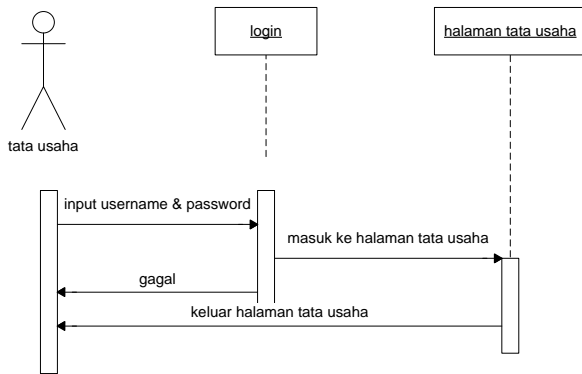 login
halaman tata usaha
tata usaha
input username & password
masuk ke halaman tata usaha
gagal
keluar halaman tata usaha